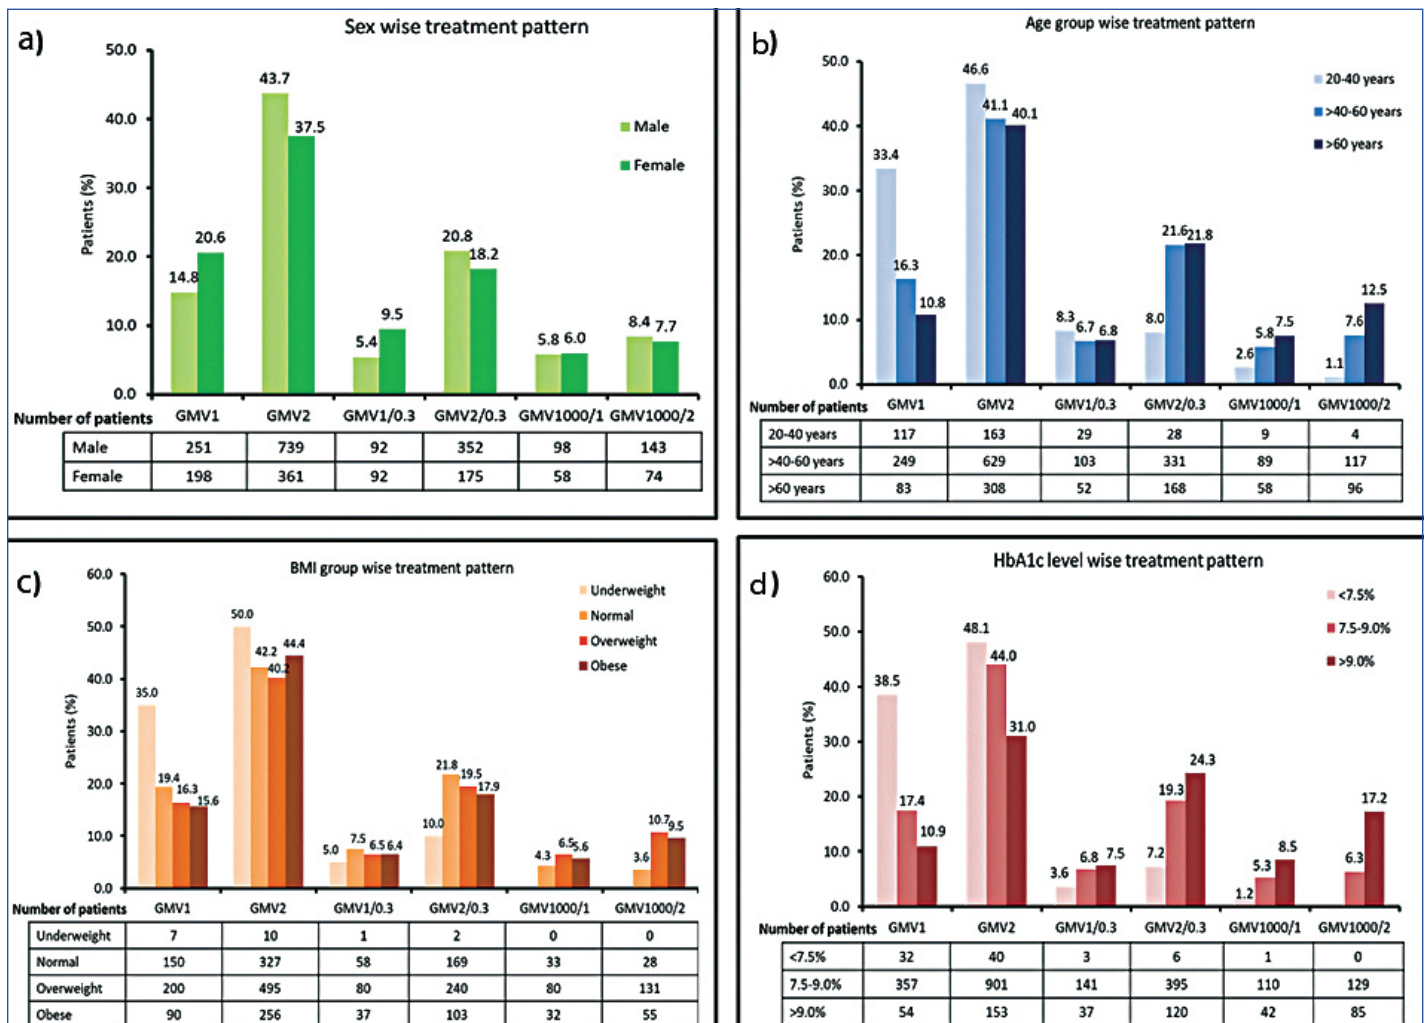 a)
Sex wise treatment pattern
50.0
40.0
30.0
20.0
10.0
0.0
Patients (%)
Male
Female
14.8 20.6
43.7 37.5
5.4 9.5
20.8 18.2
5.8 6.0
8.4 7.7
Number of patients GMV1 GMV2 GMV1/0.3 GMV2/0.3 GMV1000/1 GMV1000/2
Male 251 739 92 352 98 143
Female 198 361 92 175 58 74
b)
Age group wise treatment pattern
50.0
40.0
30.0
20.0
10.0
0.0
Patients (%)
20-40 years
>40-60 years
>60 years
33.4 16.3 10.8
46.6 41.1 40.1
8.3 6.7 6.8
8.0 21.6 21.8
2.6 5.8 7.5
1.1 7.6 12.5
Number of patients GMV1 GMV2 GMV1/0.3 GMV2/0.3 GMV1000/1 GMV1000/2
20-40 years 117 163 29 28 9 4
>40-60 years 249 629 103 331 89 117
>60 years 83 308 52 168 58 96
c)
BMI group wise treatment pattern
60.0
50.0
40.0
30.0
20.0
10.0
0.0
Patients (%)
Underweight
Normal
Overweight
Obese
35.0 19.4 16.3 15.6
50.0 42.2 40.2 44.4
5.0 7.5 6.5 6.4
10.0 21.8 19.5 17.9
4.3 6.5 5.6
3.6 10.7 9.5
Number of patients GMV1 GMV2 GMV1/0.3 GMV2/0.3 GMV1000/1 GMV1000/2
Underweight 7 10 1 2 0 0
Normal 150 327 58 169 33 28
Overweight 200 495 80 240 80 131
Obese 90 256 37 103 32 55
d)
HbA1c level wise treatment pattern
60.0
50.0
40.0
30.0
20.0
10.0
0.0
Patients (%)
<7.5%
7.5-9.0%
>9.0%
38.5 17.4 10.9
48.1 44.0 31.0
3.6 6.8 7.5
7.2 19.3 24.3
1.2 5.3 8.5
6.3 17.2
Number of patients GMV1 GMV2 GMV1/0.3 GMV2/0.3 GMV1000/1 GMV1000/2
<7.5% 32 40 3 6 1 0
7.5-9.0% 357 901 141 395 110 129
>9.0% 54 153 37 120 42 85